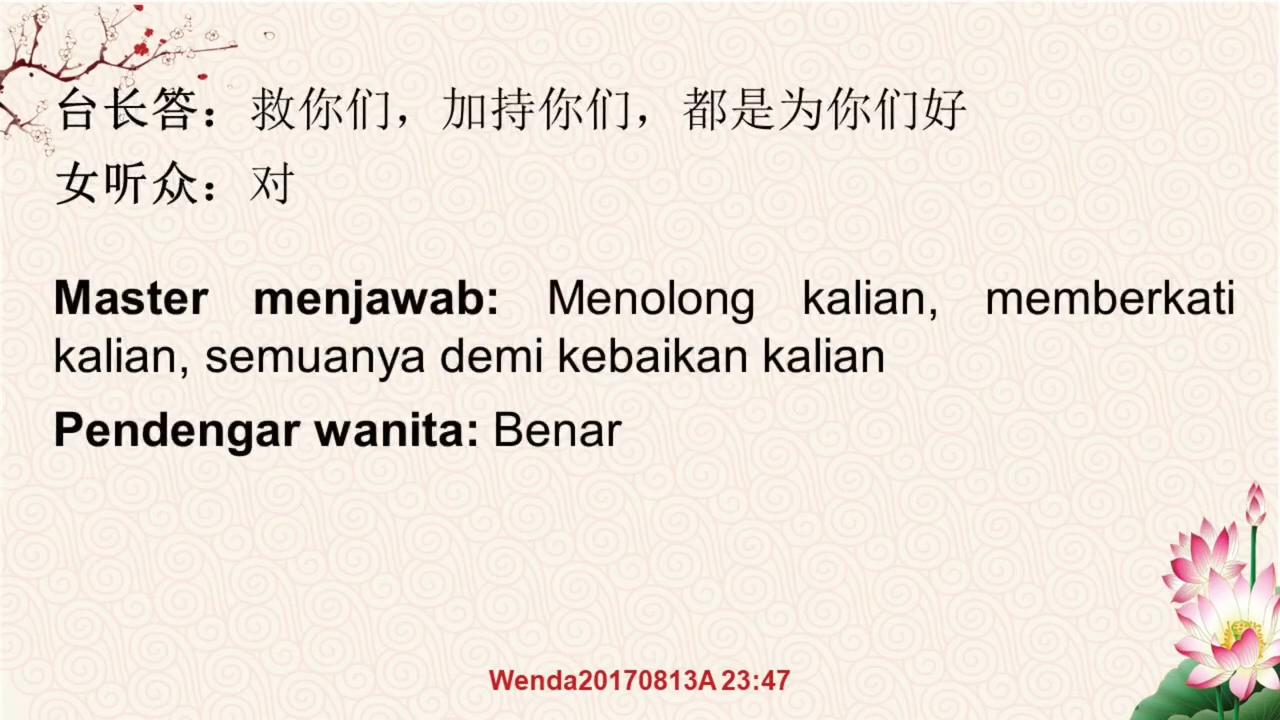 台长答：救你们，加持你们，都是为你们好
女听众：对
Master menjawab: Menolong kalian, memberkati
kalian, semuanya demi kebaikan kalian
Pendengar wanita: Benar
Wenda20170813A 23:47